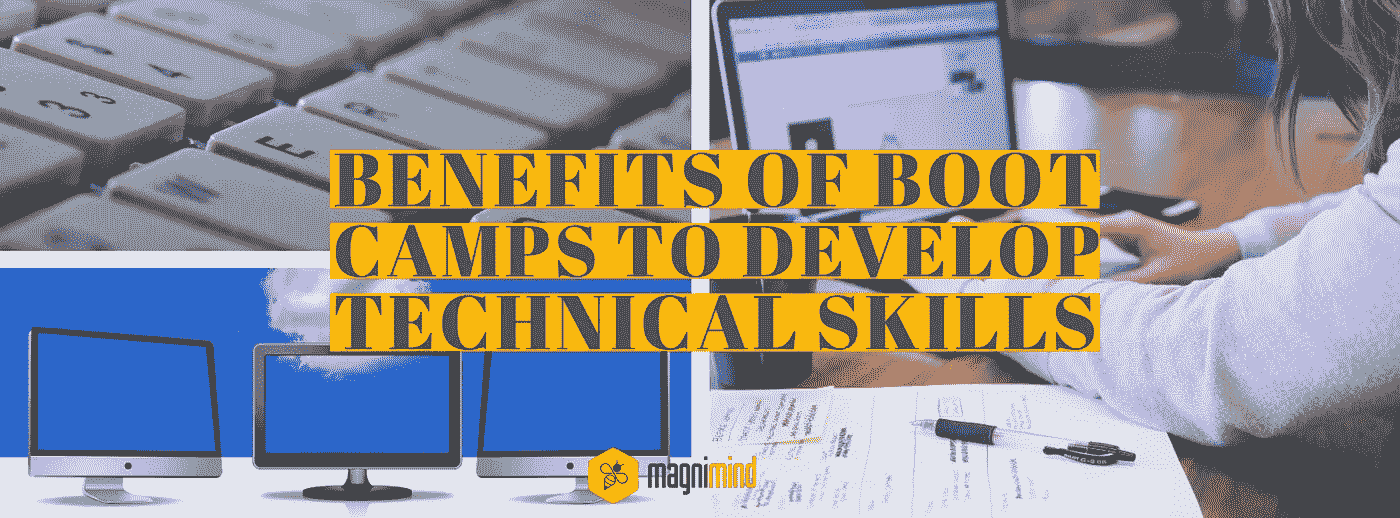 BENEFITS OF BOOT
CAMPS TO DEVELOP
TECHNICAL SKILLS
magnimind